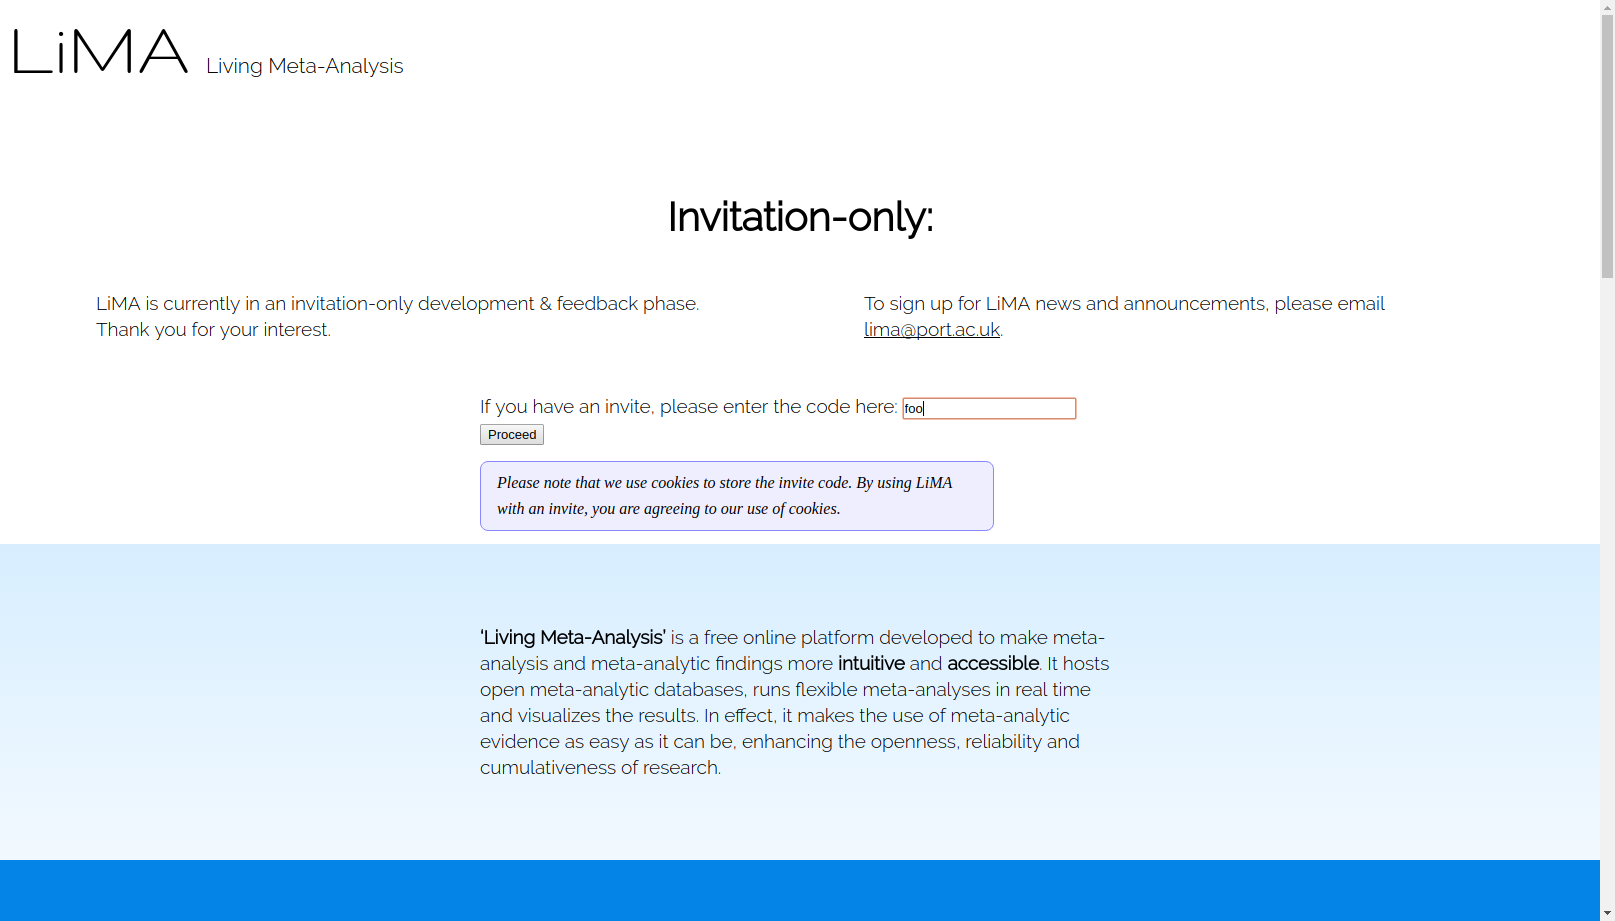 LiMA Living Meta-Analysis
Invitation-only:
LiMA is currently in an invitation-only development & feedback phase.
Thank you for your interest.
To sign up for LiMA news and announcements, please email
lima@port.ac.uk.
If you have an invite, please enter the code here: foo
Proceed
Please note that we use cookies to store the invite code. By using LiMA
with an invite, you are agreeing to our use of cookies.
‘Living Meta-Analysis’ is a free online platform developed to make meta-
analysis and meta-analytic findings more intuitive and accessible. It hosts
open meta-analytic databases, runs flexible meta-analyses in real time
and visualizes the results. In effect, it makes the use of meta-analytic
evidence as easy as it can be, enhancing the openness, reliability and
cumulativeness of research.